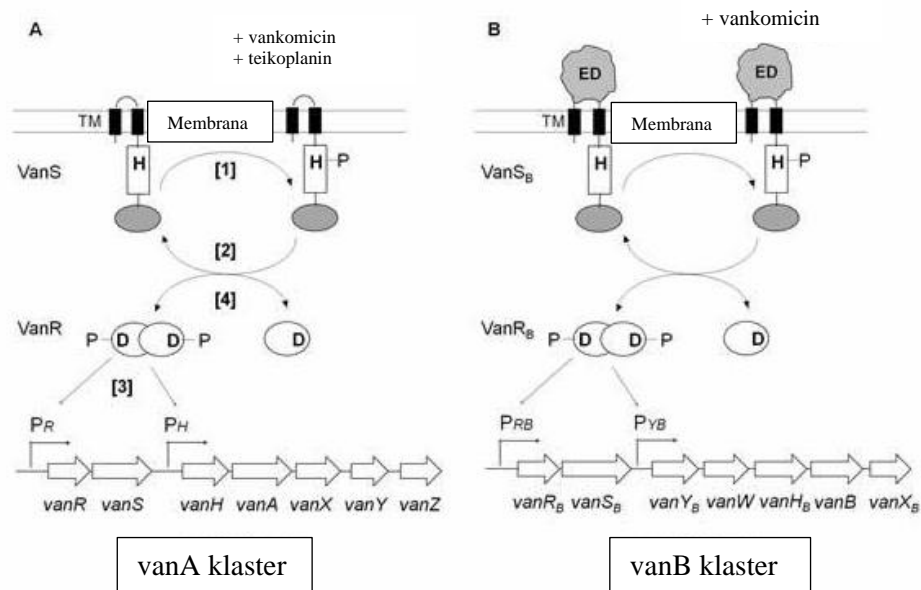 A
+ vankomicin
+ teikoplanin
TM
Membrana
VanS
H
H
P
[1]
[2]
[4]
VanR
P
D
D
P
D
[3]
PR
PH
vanR
vanS
vanH
vanA
vanX
vanY
vanZ
vanA klaster
B
+ vankomicin
ED
ED
TM
Membrana
VanSB
H
H
P
VanRB
P
D
D
P
D
PRB
PYB
vanRB
vanSB
vanYB
vanW
vanHB
vanB
vanXB
vanB klaster